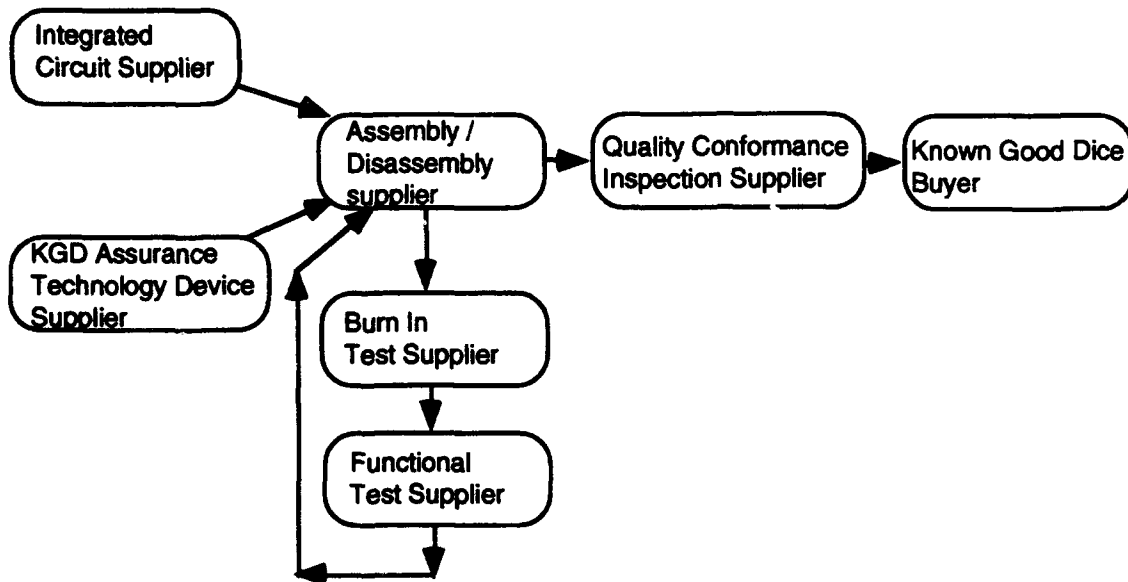 Integrated
Circuit Supplier
Assembly /
Disassembly
supplier
Quality Conformance
Inspection Supplier
Known Good Dice
Buyer
KGD Assurance
Technology Device
Supplier
Burn In
Test Supplier
Functional
Test Supplier